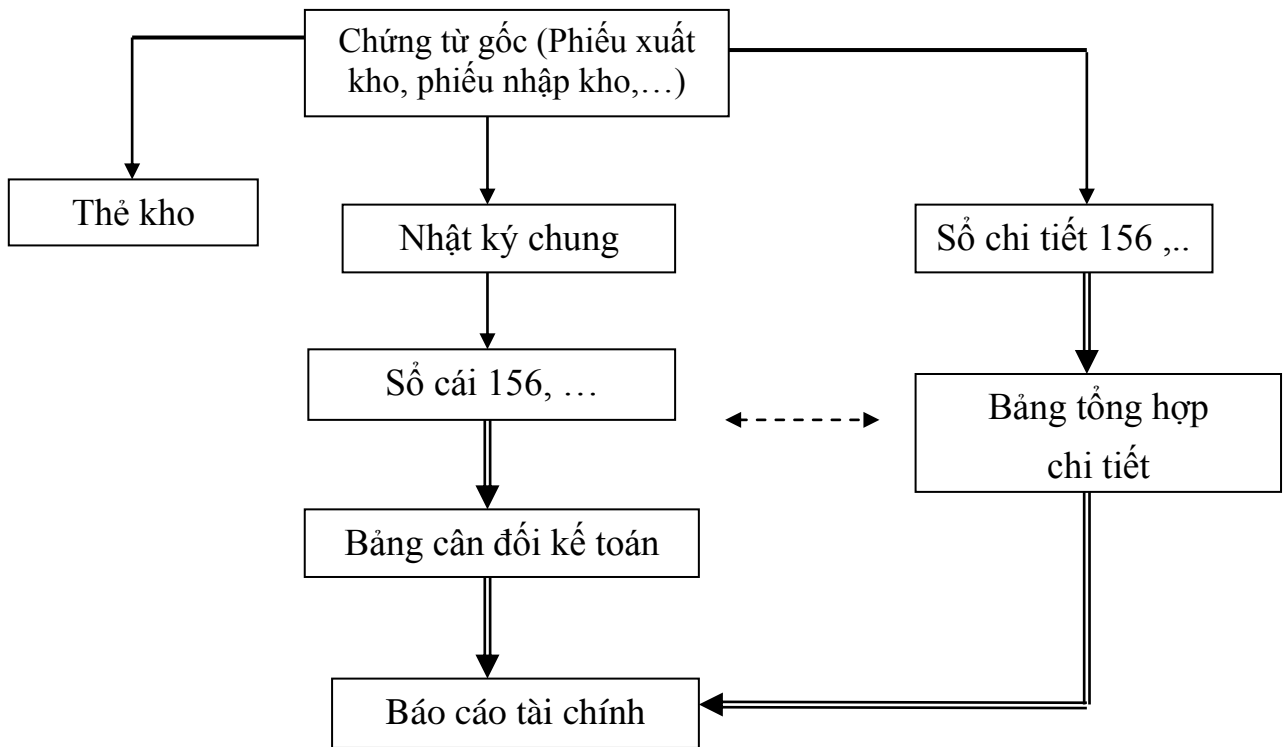 Chứng từ gốc (Phiếu xuất
kho, phiếu nhập kho,…)
Thẻ kho
Nhật ký chung
Sổ chi tiết 156 ,..
Sổ cái 156, …
Bảng tổng hợp
chi tiết
Bảng cân đối kế toán
Báo cáo tài chính